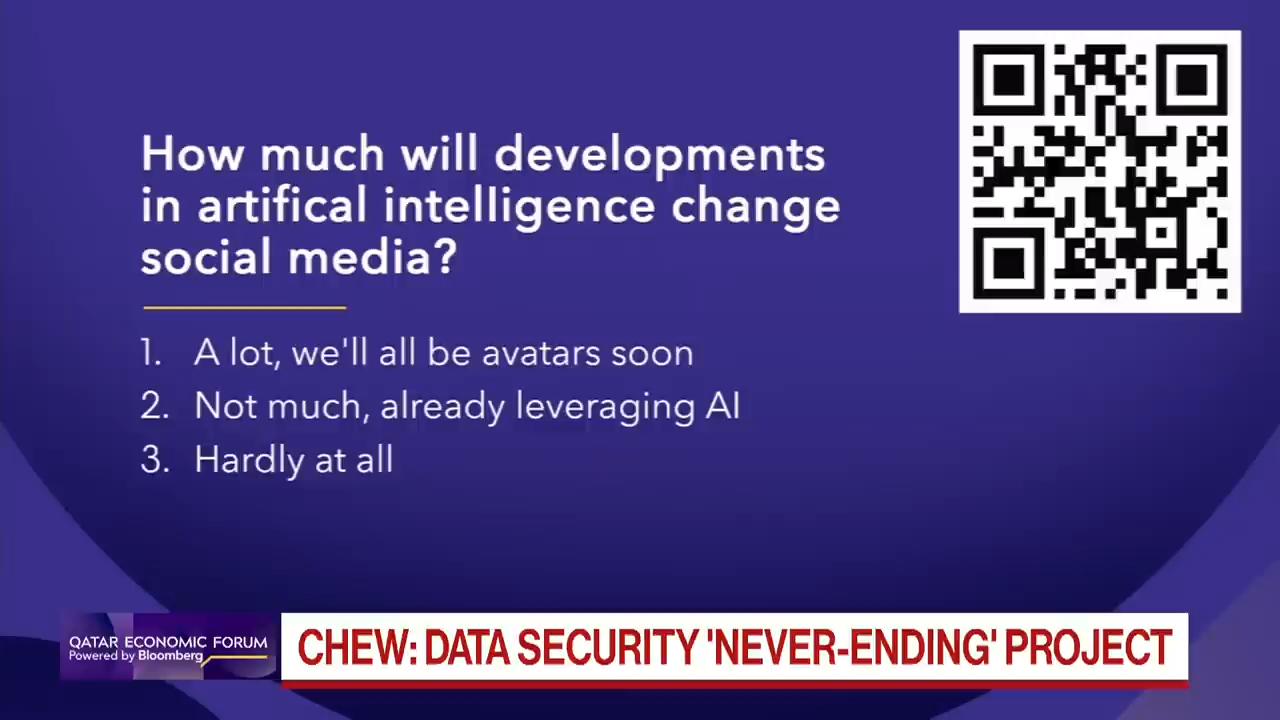 How much will developments
in artifical intelligence change
social media?
1. A lot, we'll all be avatars soon
2. Not much, already leveraging AI
3. Hardly at all
QATAR ECONOMIC FORUM
Powered by Bloomberg
CHEW: DATA SECURITY 'NEVER-ENDING' PROJECT